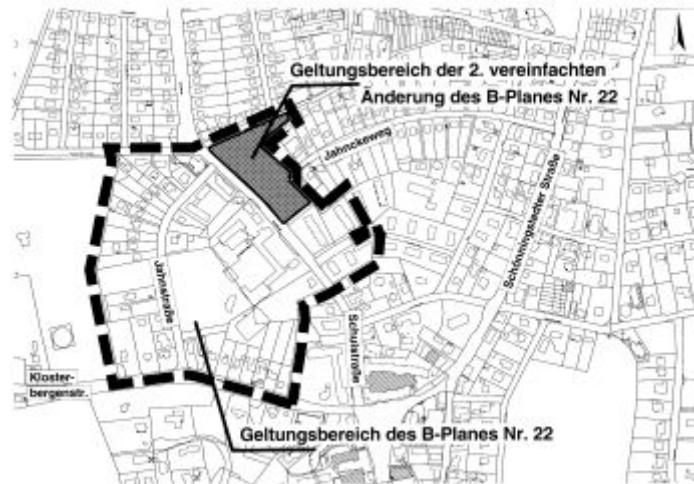 Geltungsbereich der 2. vereinfachten
Änderung des B-Planes Nr. 22
Jahnckeweg
Schönningstedter Straße
Jahnstraße
Schulstraße
Kloster-
bergenstr.
Geltungsbereich des B-Planes Nr. 22